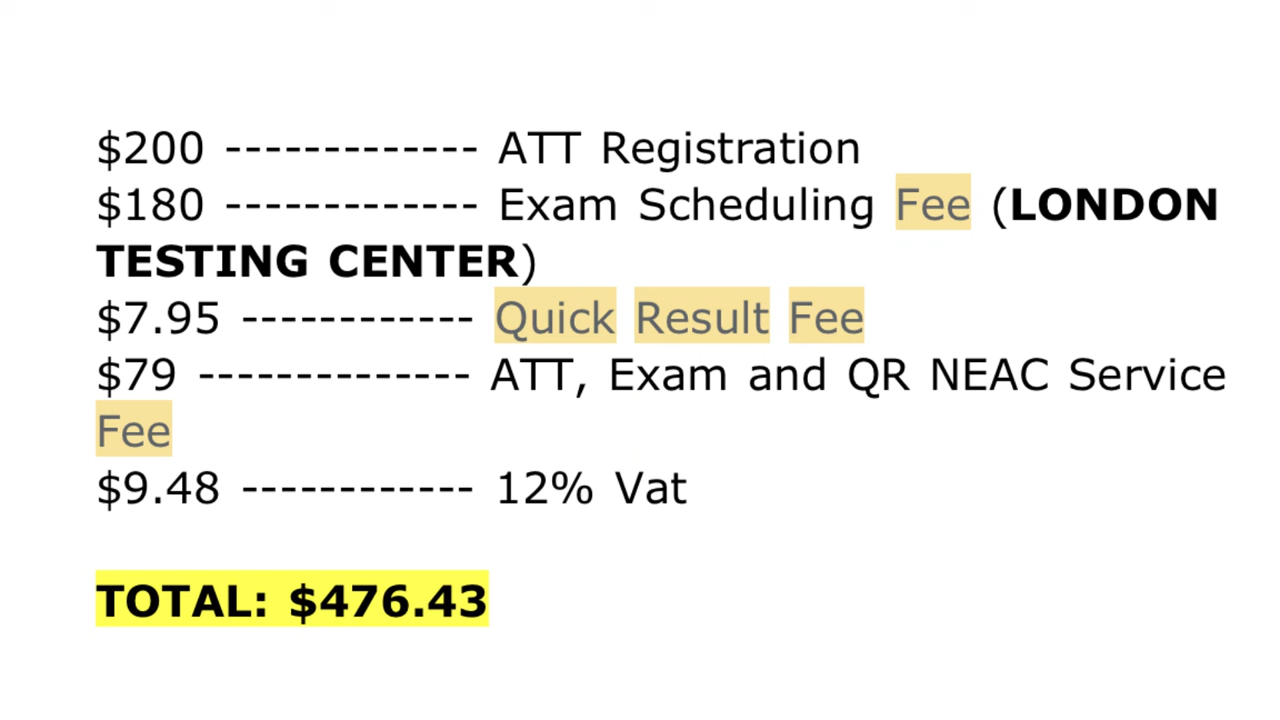 $200 ------------- ATT Registration
$180 ------------- Exam Scheduling Fee (LONDON
TESTING CENTER)
$7.95 ------------ Quick Result Fee
$79 -------------- ATT, Exam and QR NEAC Service
Fee
$9.48 ------------ 12% Vat
TOTAL: $476.43